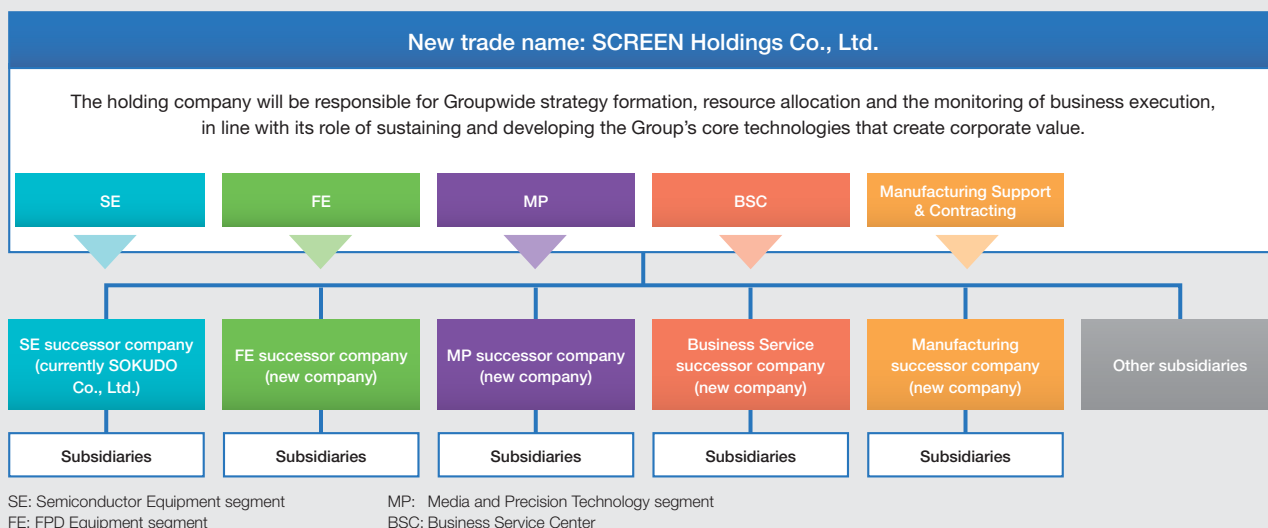 New trade name: SCREEN Holdings Co., Ltd.
The holding company will be responsible for Groupwide strategy formation, resource allocation and the monitoring of business execution,
in line with its role of sustaining and developing the Group's core technologies that create corporate value.
SE
FE
MP
BSC
Manufacturing Support
& Contracting
SE successor company
(currently SOKUDO
Co., Ltd.)
FE successor company
(new company)
MP successor company
(new company)
Business Service
successor company
(new company)
Manufacturing
successor company
(new company)
Other subsidiaries
Subsidiaries
Subsidiaries
Subsidiaries
Subsidiaries
Subsidiaries
SE: Semiconductor Equipment segment
FE: FPD Equipment segment
MP: Media and Precision Technology segment
BSC: Business Service Center